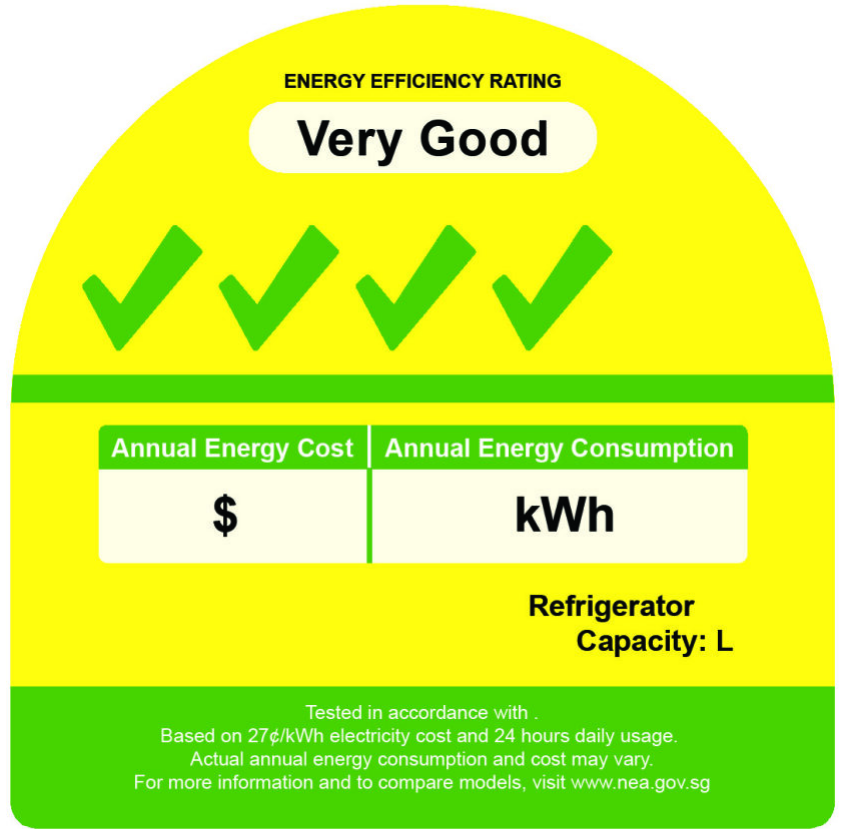 ENERGY EFFICIENCY RATING
Very Good
Annual Energy Cost
Annual Energy Consumption
$
kWh
Refrigerator
Capacity: L
Tested in accordance with .
Based on 27¢/kWh electricity cost and 24 hours daily usage.
Actual annual energy consumption and cost may vary.
For more information and to compare models, visit www.nea.gov.sg